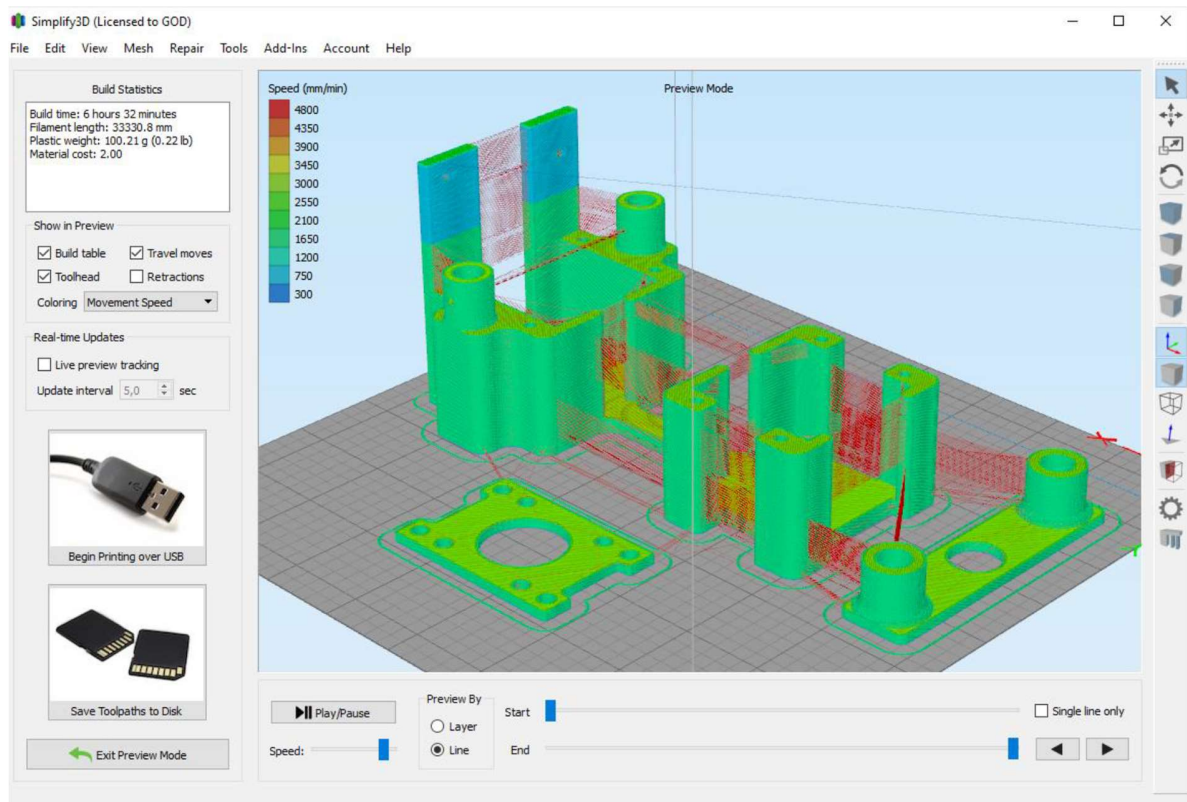 Simplify3D (Licensed to GOD)
File Edit View Mesh Repair Tools Add-Ins Account Help
Build Statistics
Build time: 6 hours 32 minutes
Filament length: 33330.8 mm
Plastic weight: 100.21 g (0.22 lb)
Material cost: 2.00
Show in Preview
Build table Travel moves
Toolhead Retractions
Coloring Movement Speed
Real-time Updates
Live preview tracking
Update interval 5,0 sec
Begin Printing over USB
Save Toolpaths to Disk
Exit Preview Mode
Speed (mm/min)
4800
4350
3900
3450
3000
2550
2100
1650
1200
750
300
Preview Mode
Play/Pause
Speed:
Preview By
Layer
Line
Start
End
Single line only